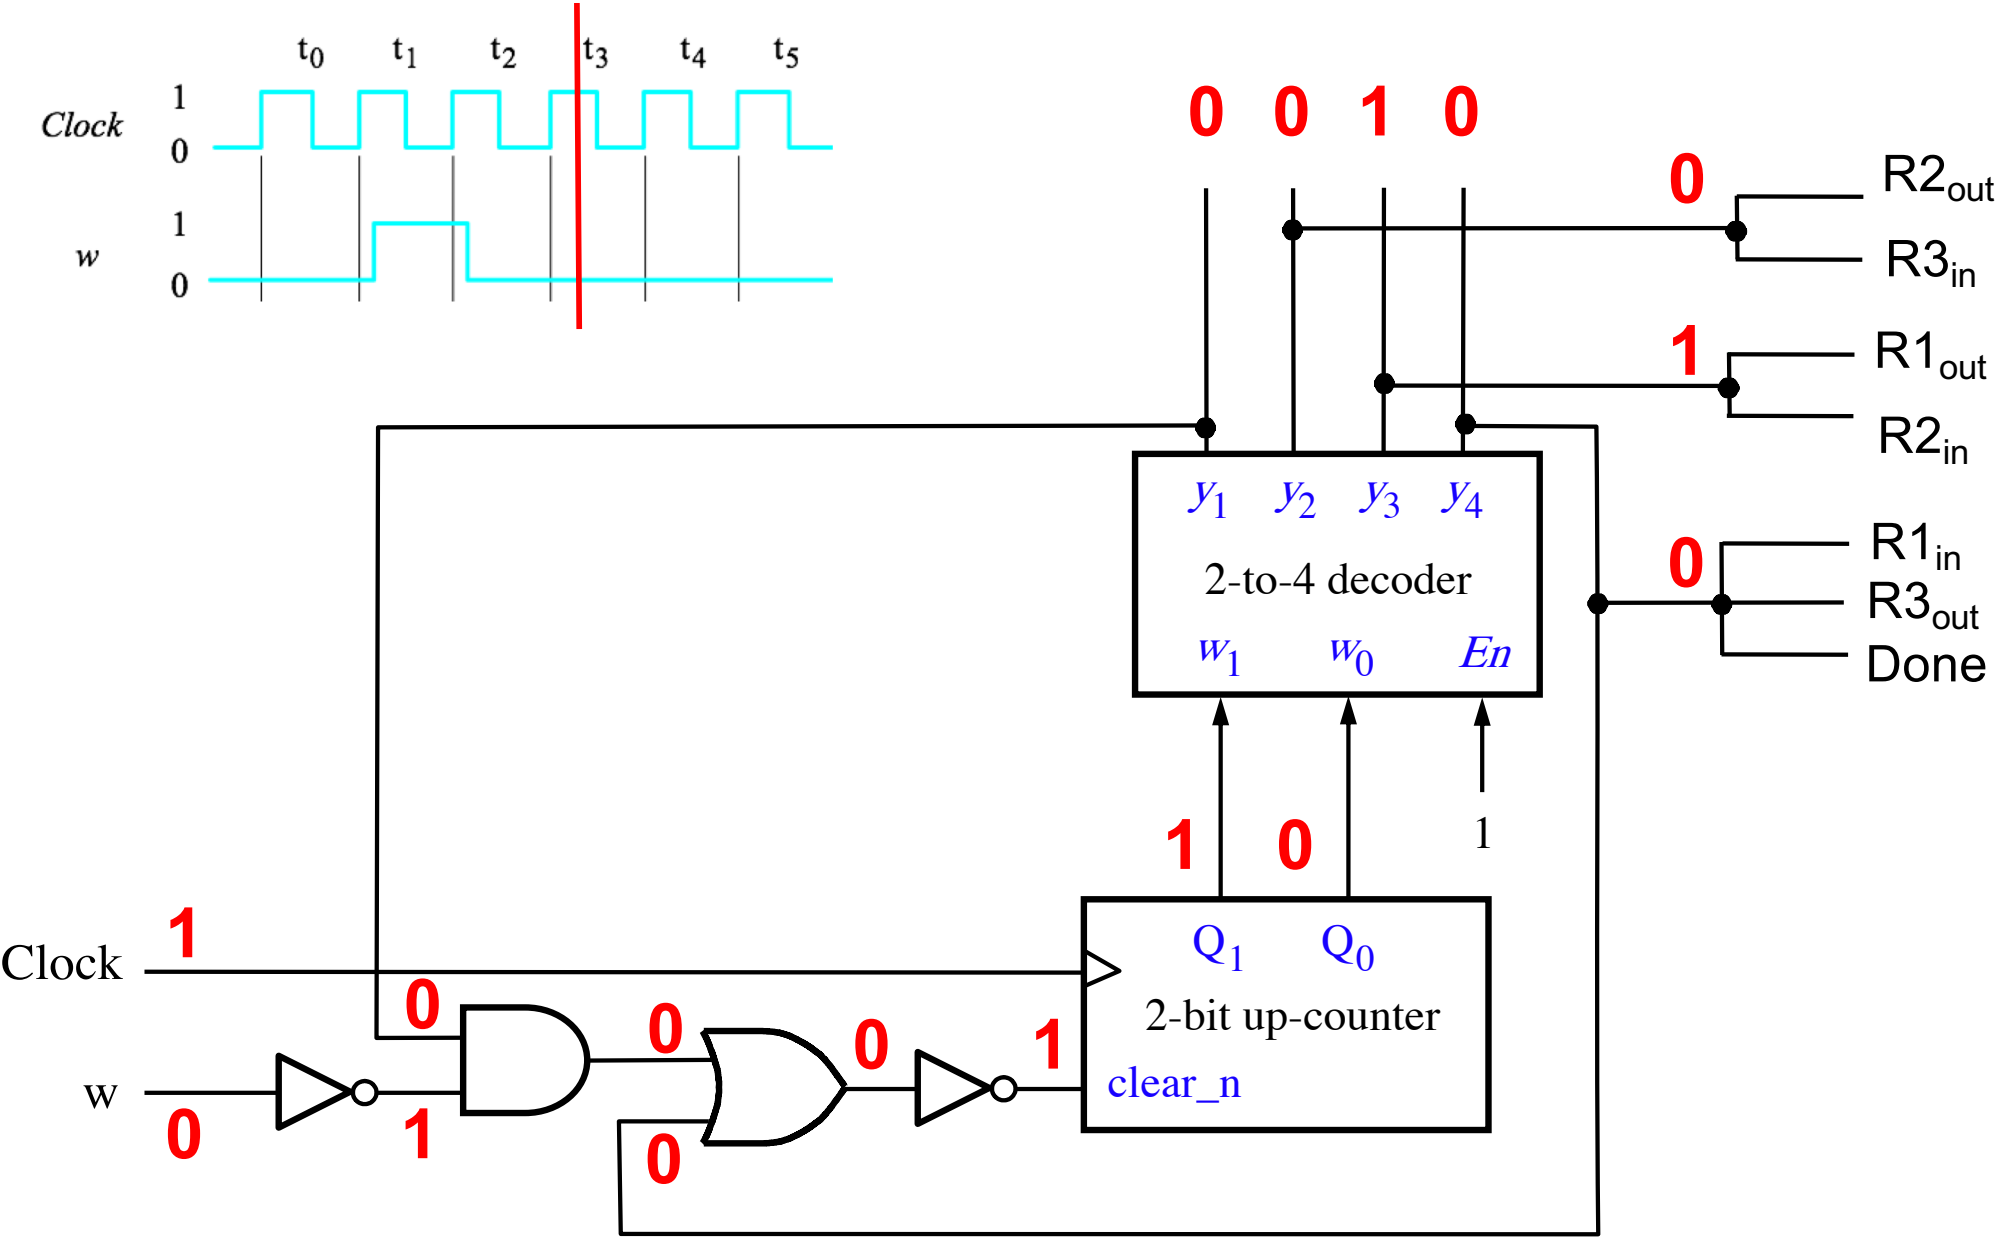 t₀ t₁ t₂ t₃ t₄ t₅
1
Clock
0
1
w
0
0 0 1 0
0
R2out
R3in
1
R1out
R2in
y₁ y₂ y₃ y₄
2-to-4 decoder
w₁ w₀ En
0
R1in
R3out
Done
1 0 1
Q₁ Q₀
2-bit up-counter
clear_n
Clock 1
0 0 0 1
w
0 1 0